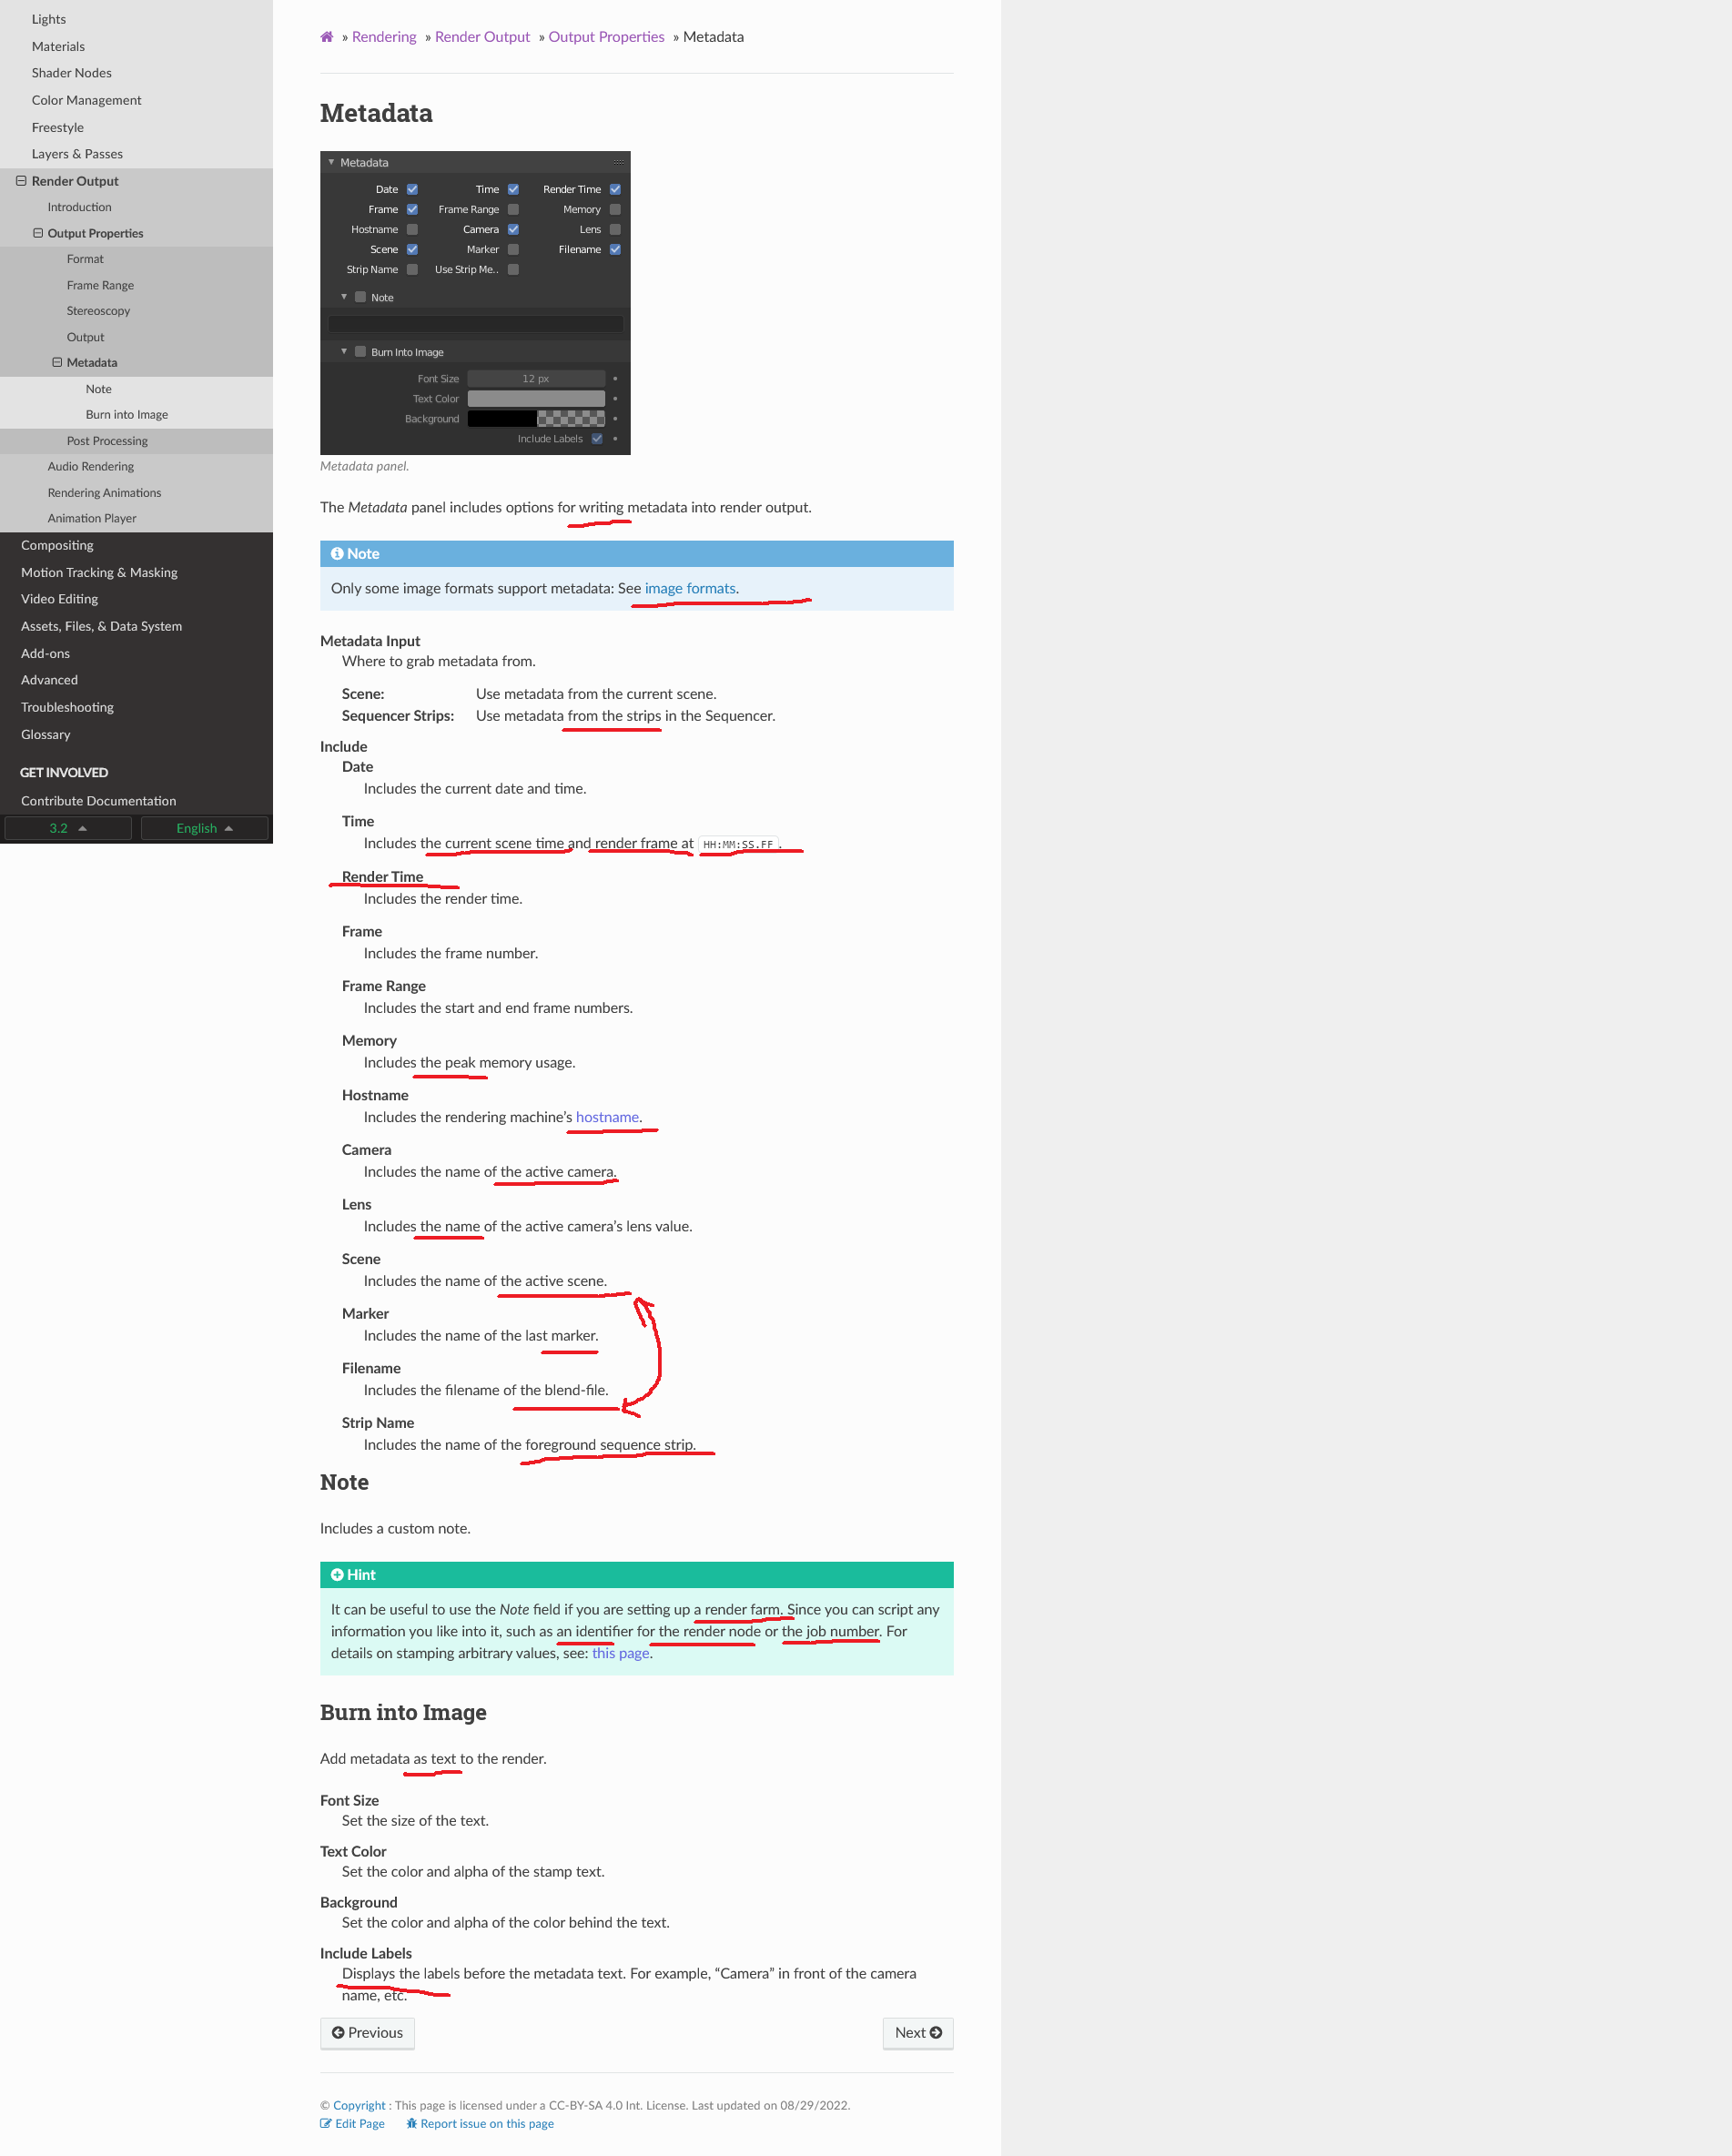 Lights
Materials
Shader Nodes
Color Management
Freestyle
Layers & Passes
Render Output
Introduction
Output Properties
Format
Frame Range
Stereoscopy
Output
Metadata
Note
Burn into Image
Post Processing
Audio Rendering
Rendering Animations
Animation Player
Compositing
Motion Tracking & Masking
Video Editing
Assets, Files, & Data System
Add-ons
Advanced
Troubleshooting
Glossary
GET INVOLVED
Contribute Documentation
3.2 English
» Rendering » Render Output » Output Properties » Metadata
Metadata
Metadata
Date Time Render Time
Frame Frame Range Memory
Hostname Camera Lens
Scene Marker Filename
Strip Name Use Strip Me..
Note
Burn Into Image
Font Size 12 px
Text Color
Background
Include Labels
Metadata panel.
The Metadata panel includes options for writing metadata into render output.
Note
Only some image formats support metadata: See image formats.
Metadata Input
Where to grab metadata from.
Scene: Use metadata from the current scene.
Sequencer Strips: Use metadata from the strips in the Sequencer.
Include
Date
Includes the current date and time.
Time
Includes the current scene time and render frame at HH:MM:SS.FF.
Render Time
Includes the render time.
Frame
Includes the frame number.
Frame Range
Includes the start and end frame numbers.
Memory
Includes the peak memory usage.
Hostname
Includes the rendering machine’s hostname.
Camera
Includes the name of the active camera.
Lens
Includes the name of the active camera’s lens value.
Scene
Includes the name of the active scene.
Marker
Includes the name of the last marker.
Filename
Includes the filename of the blend-file.
Strip Name
Includes the name of the foreground sequence strip.
Note
Includes a custom note.
Hint
It can be useful to use the Note field if you are setting up a render farm. Since you can script any
information you like into it, such as an identifier for the render node or the job number. For
details on stamping arbitrary values, see: this page.
Burn into Image
Add metadata as text to the render.
Font Size
Set the size of the text.
Text Color
Set the color and alpha of the stamp text.
Background
Set the color and alpha of the color behind the text.
Include Labels
Displays the labels before the metadata text. For example, “Camera” in front of the camera
name, etc.
Previous Next
© Copyright : This page is licensed under a CC-BY-SA 4.0 Int. License. Last updated on 08/29/2022.
Edit Page Report issue on this page